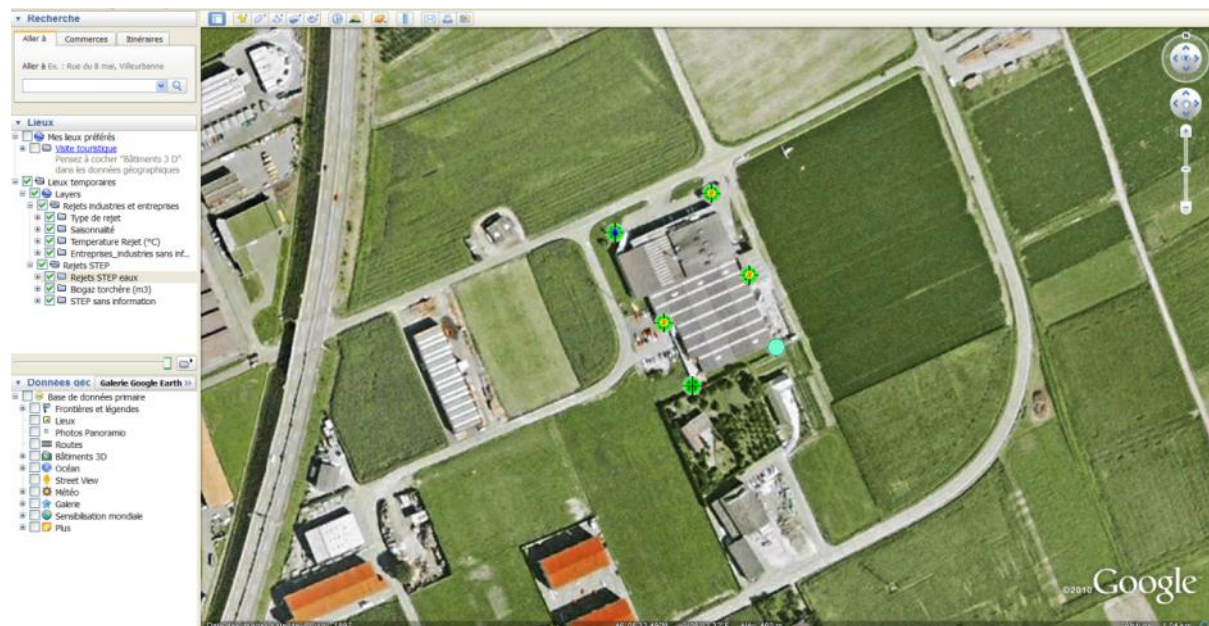 Recherche
Aller à Commerces Itinéraires
Aller à Ex. : Rue du 8 mai, Villeurbanne
Lieux
Mes lieux préférés
Visite touristique
Pensez à cocher "Bâtiments 3 D"
dans les données géographiques
Lieux temporaires
Layers
Rejets industries et entreprises
Type de rejet
Saisonnalité
Temperature Rejet (°C)
Entreprises_industries sans inf...
Rejets STEP
Rejets STEP eaux
Biogaz torchère (m3)
STEP sans information
Données géc Galerie Google Earth >>
Base de données primaire
Frontières et légendes
Lieux
Photos Panoramio
Routes
Bâtiments 3D
Océan
Street View
Météo
Galerie
Sensibilisation mondiale
Plus
N
©2010 Google